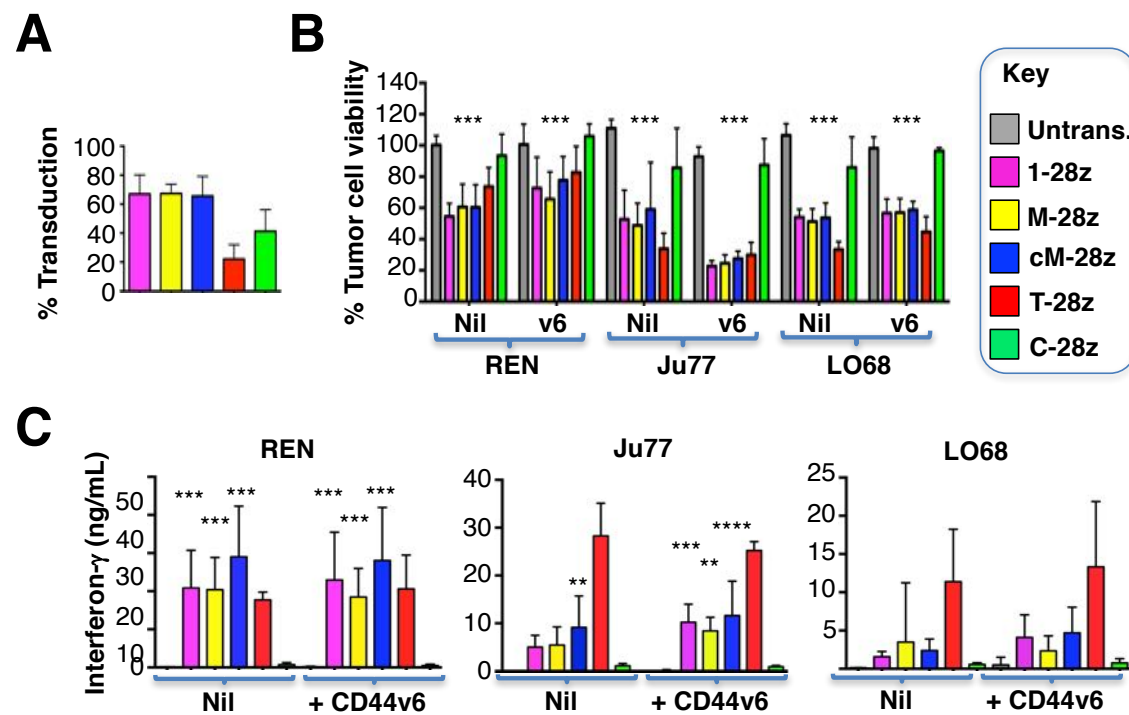 A
% Transduction
100
80
60
40
20
0
B
% Tumor cell viability
140
120
100
80
60
40
20
0
*** *** *** *** *** ***
Nil v6 Nil v6 Nil v6
REN Ju77 LO68
Key
Untrans.
1-28z
M-28z
cM-28z
T-28z
C-28z
C
Interferon-γ (ng/mL)
REN
50
40
30
20
10
0
*** *** *** *** *** ***
Nil + CD44v6
Ju77
40
30
20
10
0
** *** ** ****
Nil + CD44v6
LO68
25
20
15
10
5
Nil + CD44v6